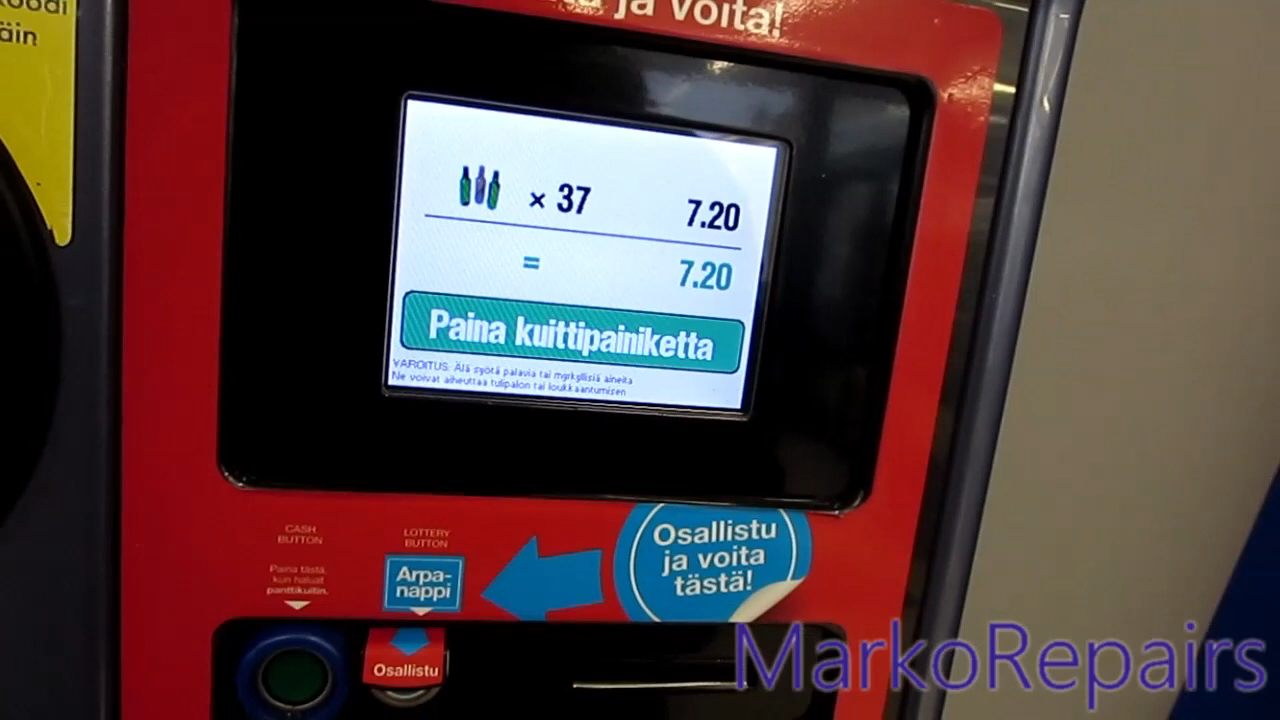 äin
ja voita!
× 37 7.20
= 7.20
Paina kuittipainiketta
VAROITUS: Älä syötä palavia tai myrkyllisiä aineita
Ne voivat aiheuttaa tulipalon tai loukkaantumisen
CASH
BUTTON
Paina tästä,
kun haluat
panttikuitin.
LOTTERY
BUTTON
Arpa-
nappi
Osallistu
ja voita
tästä!
Osallistu
MarkoRepairs